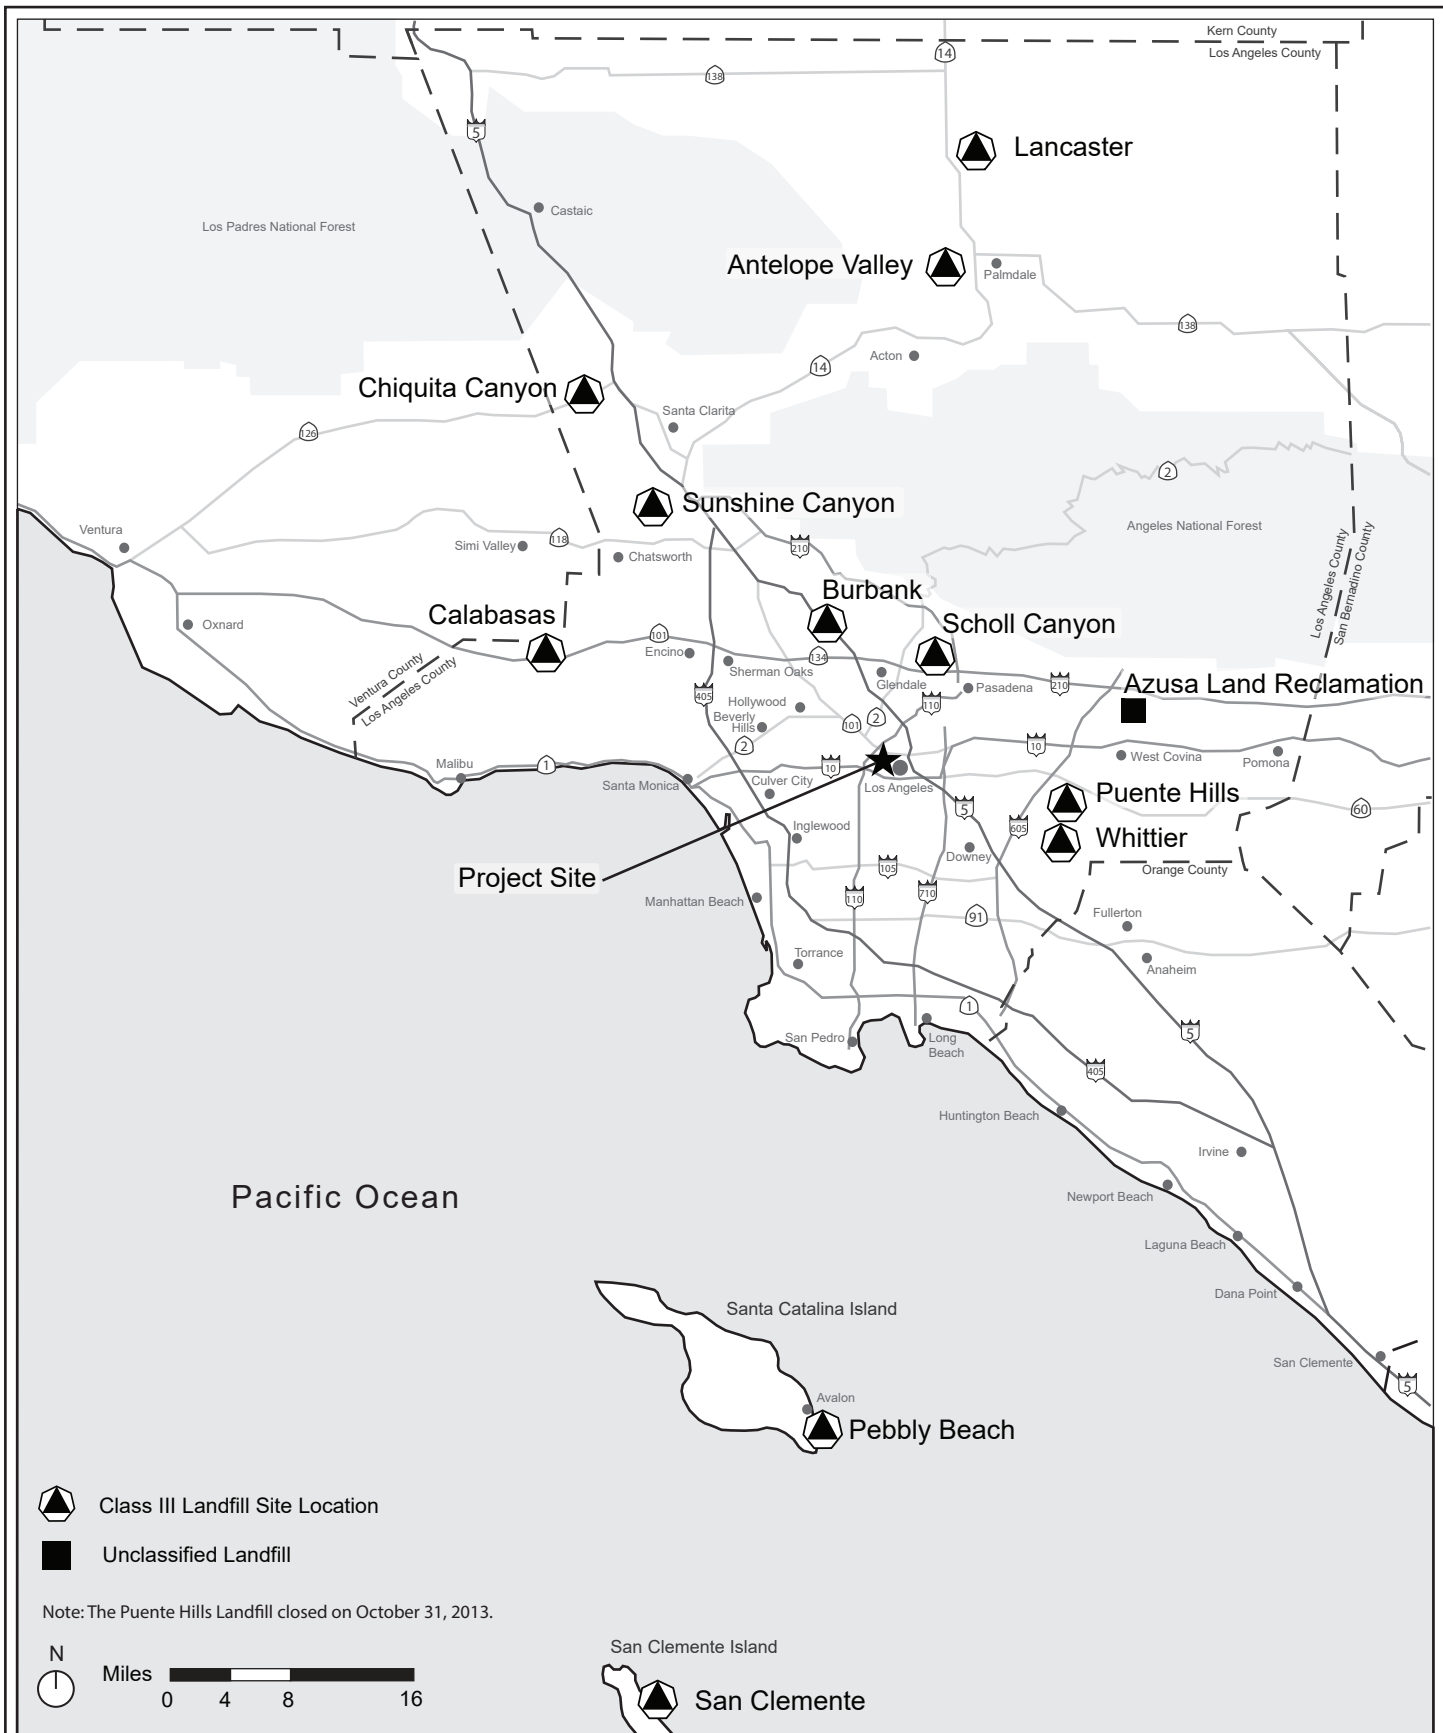 Kern County
Los Angeles County
14
138
5
Lancaster
Castaic
Los Padres National Forest
Antelope Valley
Palmdale
138
Acton
14
Chiquita Canyon
Santa Clarita
126
2
Sunshine Canyon
Angeles National Forest
Ventura
Simi Valley
118
Chatsworth
210
Los Angeles County
San Bernadino County
Burbank
Calabasas
Scholl Canyon
Oxnard
101
Encino
134
Sherman Oaks
Ventura County
Los Angeles County
Glendale
Pasadena
210
Azusa Land Reclamation
405
Hollywood
110
Beverly
Hills
101
2
2
10
West Covina
Pomona
Malibu
1
10
Santa Monica
Culver City
Los Angeles
Puente Hills
5
60
605
Inglewood
Whittier
Downey
105
Orange County
Project Site
710
110
Manhattan Beach
91
Fullerton
Torrance
Anaheim
1
5
San Pedro
Long
Beach
405
Huntington Beach
Irvine
Pacific Ocean
Newport Beach
Laguna Beach
Dana Point
Santa Catalina Island
San Clemente
5
Avalon
Pebbly Beach
Class III Landfill Site Location
Unclassified Landfill
Note: The Puente Hills Landfill closed on October 31, 2013.
N
San Clemente Island
Miles
0 4 8 16
San Clemente